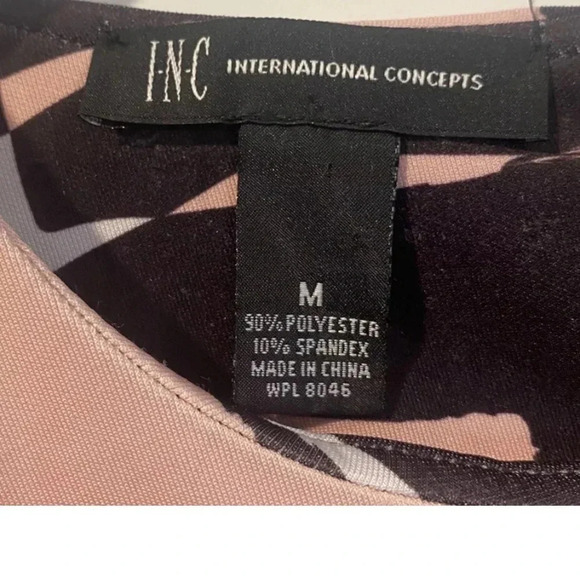 I-N-C INTERNATIONAL CONCEPTS
M
90% POLYESTER
10% SPANDEX
MADE IN CHINA
WPL 8046